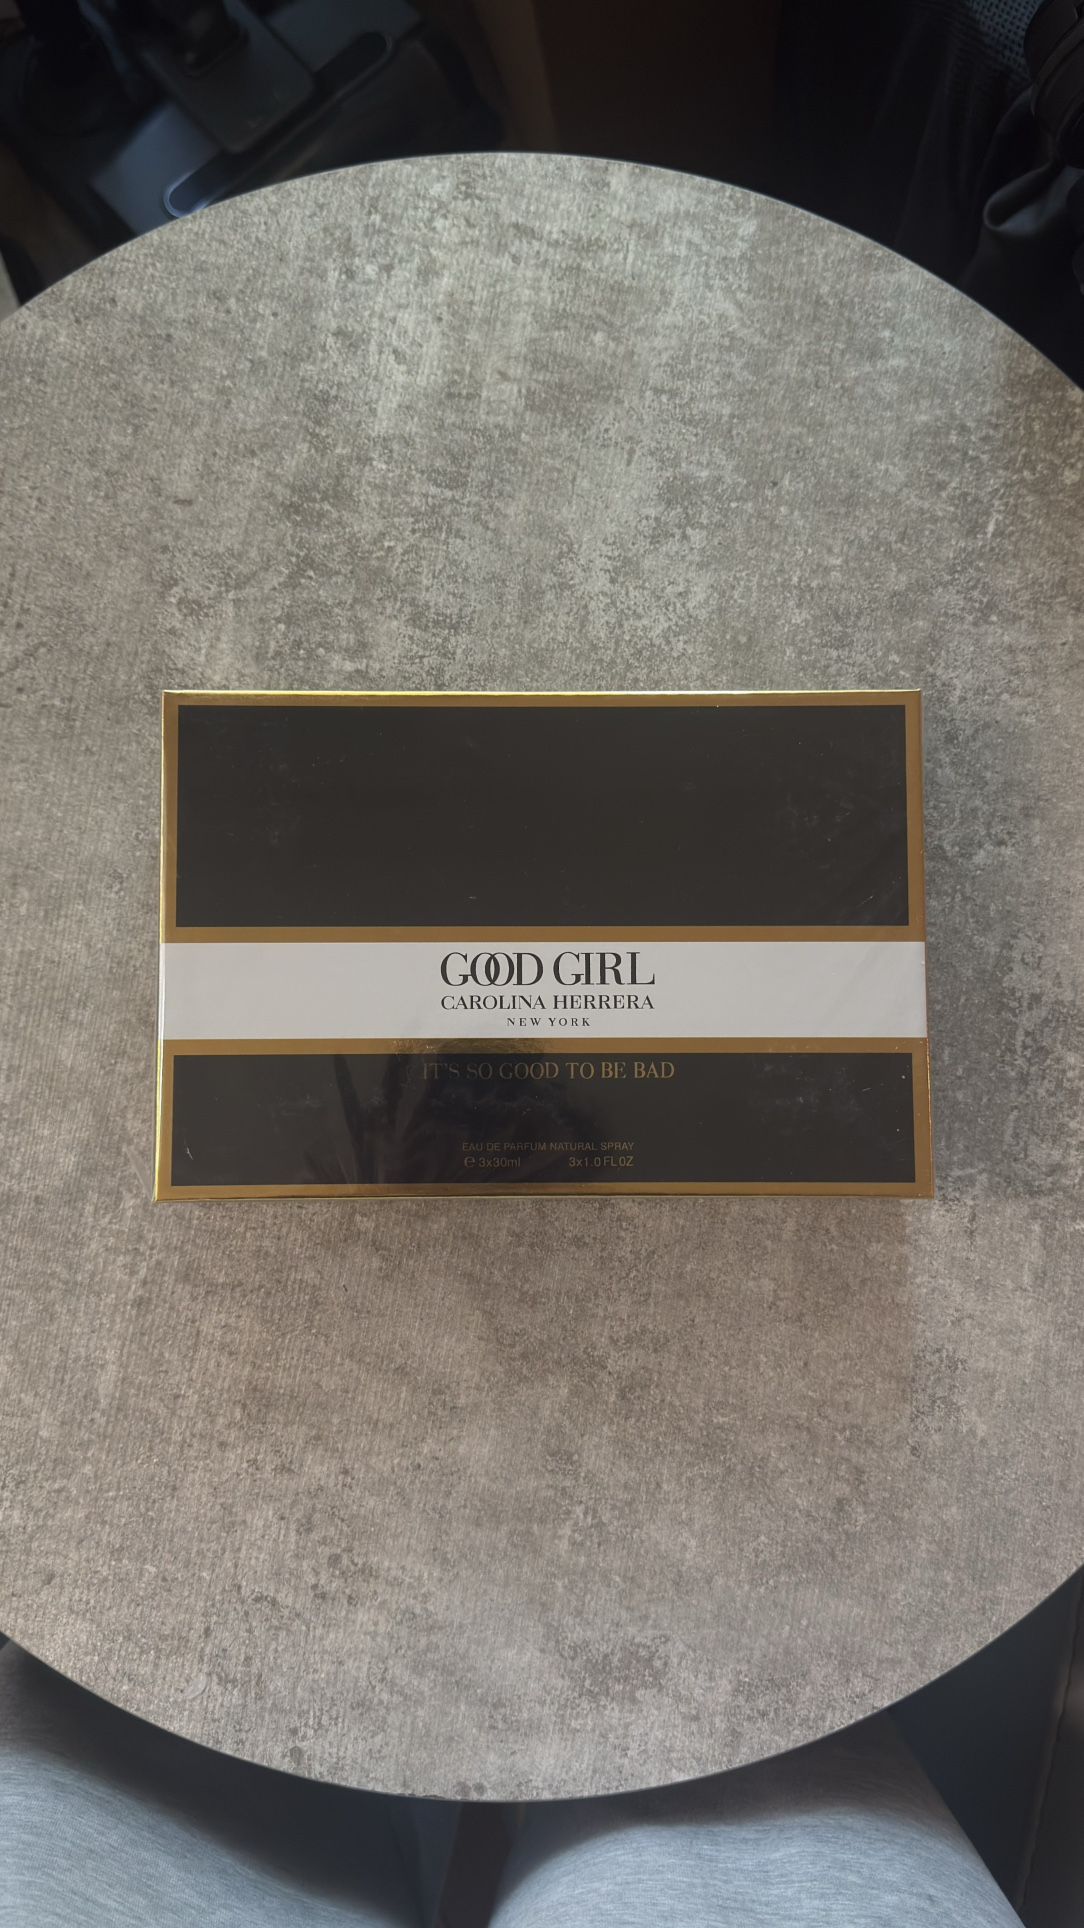 GOOD GIRL
CAROLINA HERRERA
NEW YORK
IT'S SO GOOD TO BE BAD
EAU DE PARFUM NATURAL SPRAY
℮ 3x30ml 3x1.0 FL OZ